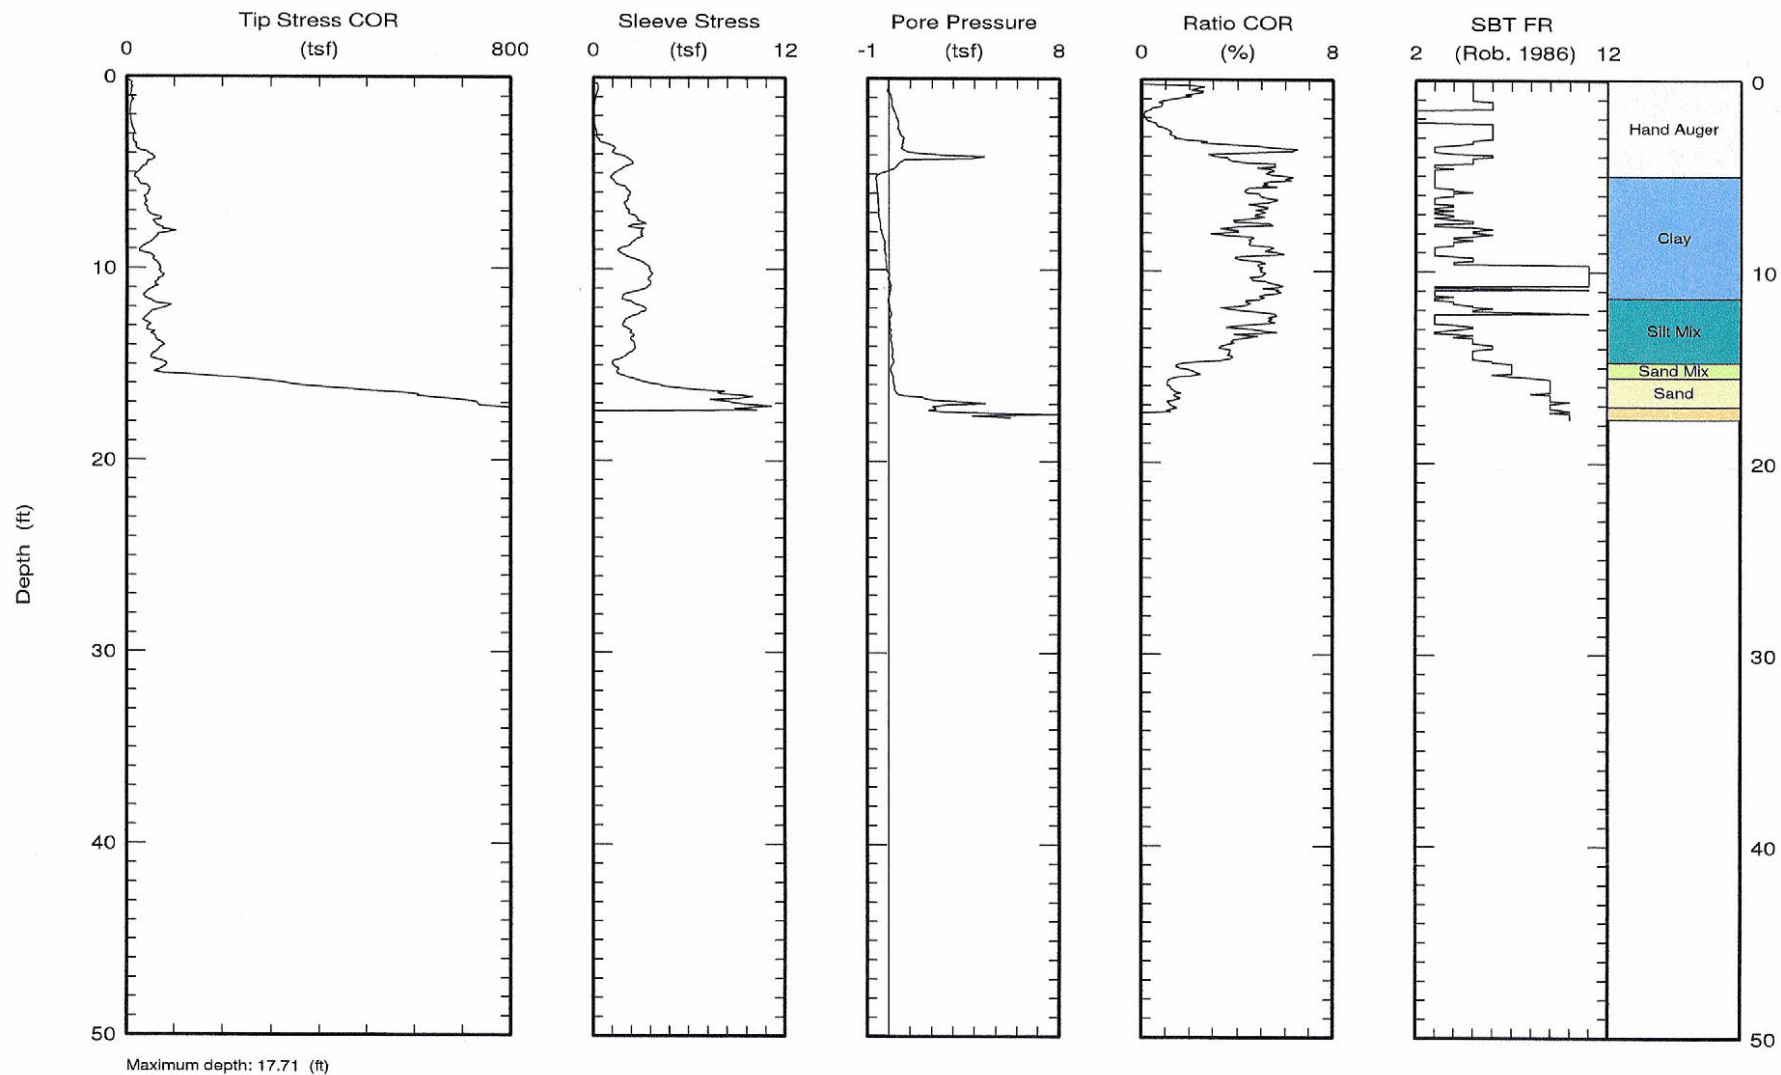 Tip Stress COR
(tsf)
0 800
Sleeve Stress
(tsf)
0 12
Pore Pressure
(tsf)
-1 8
Ratio COR
(%)
0 8
SBT FR
(Rob. 1986)
2 12
Depth (ft)
0
10
20
30
40
50
Hand Auger
Clay
Silt Mix
Sand Mix
Sand
0
10
20
30
40
50
Maximum depth: 17.71 (ft)